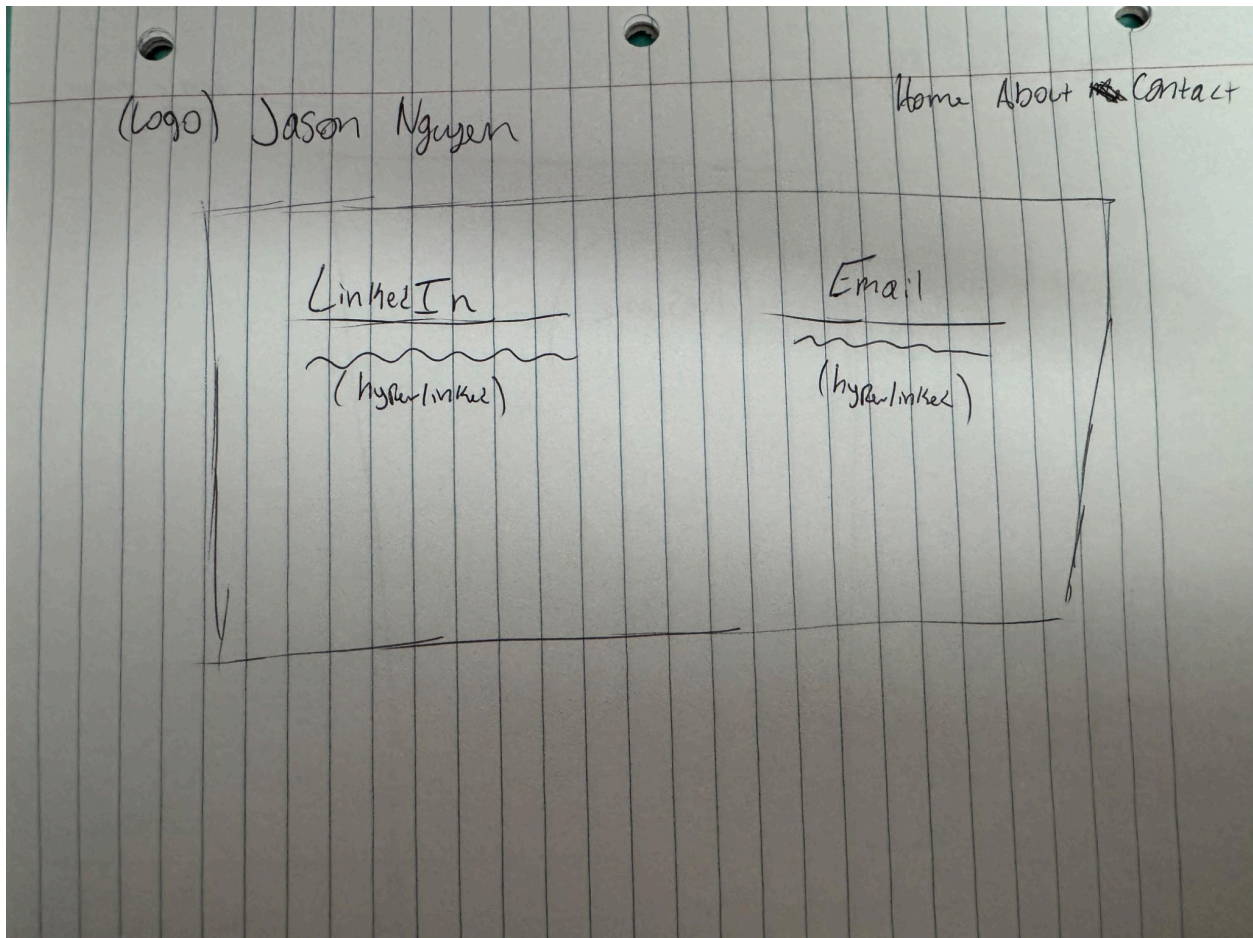 (Logo) Jason Nguyen
Home About Contact
LinkedIn
(hyperlinked)
Email
(hyperlinked)